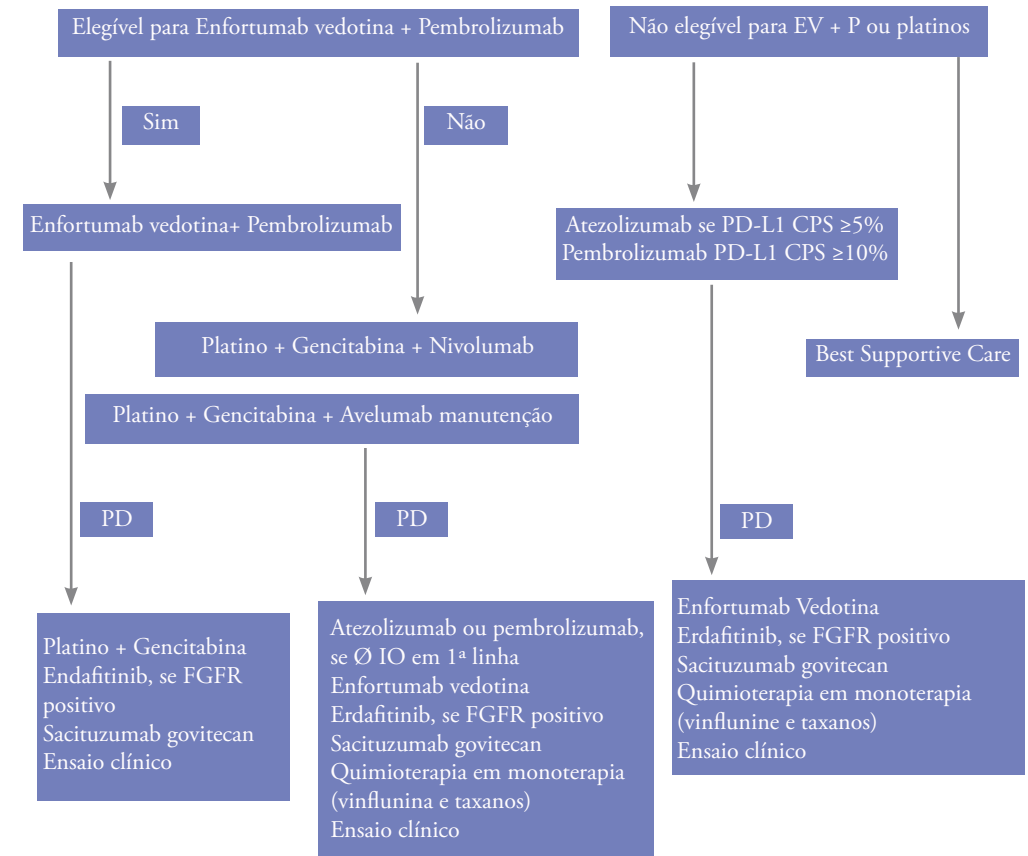 Elegível para Enfortumab vedotina + Pembrolizumab
Não elegível para EV + P ou platinos
Sim
Não
Enfortumab vedotina+ Pembrolizumab
Atezolizumab se PD-L1 CPS ≥5%
Pembrolizumab PD-L1 CPS ≥10%
Platino + Gencitabina + Nivolumab
Best Supportive Care
Platino + Gencitabina + Avelumab manutenção
PD
PD
PD
Platino + Gencitabina
Endafitinib, se FGFR
positivo
Sacituzumab govitecan
Ensaio clínico
Atezolizumab ou pembrolizumab,
se Ø IO em 1ª linha
Enfortumab vedotina
Erdafitinib, se FGFR positivo
Sacituzumab govitecan
Quimioterapia em monoterapia
(vinflunina e taxanos)
Ensaio clínico
Enfortumab Vedotina
Erdafitinib, se FGFR positivo
Sacituzumab govitecan
Quimioterapia em monoterapia
(vinflunine e taxanos)
Ensaio clínico